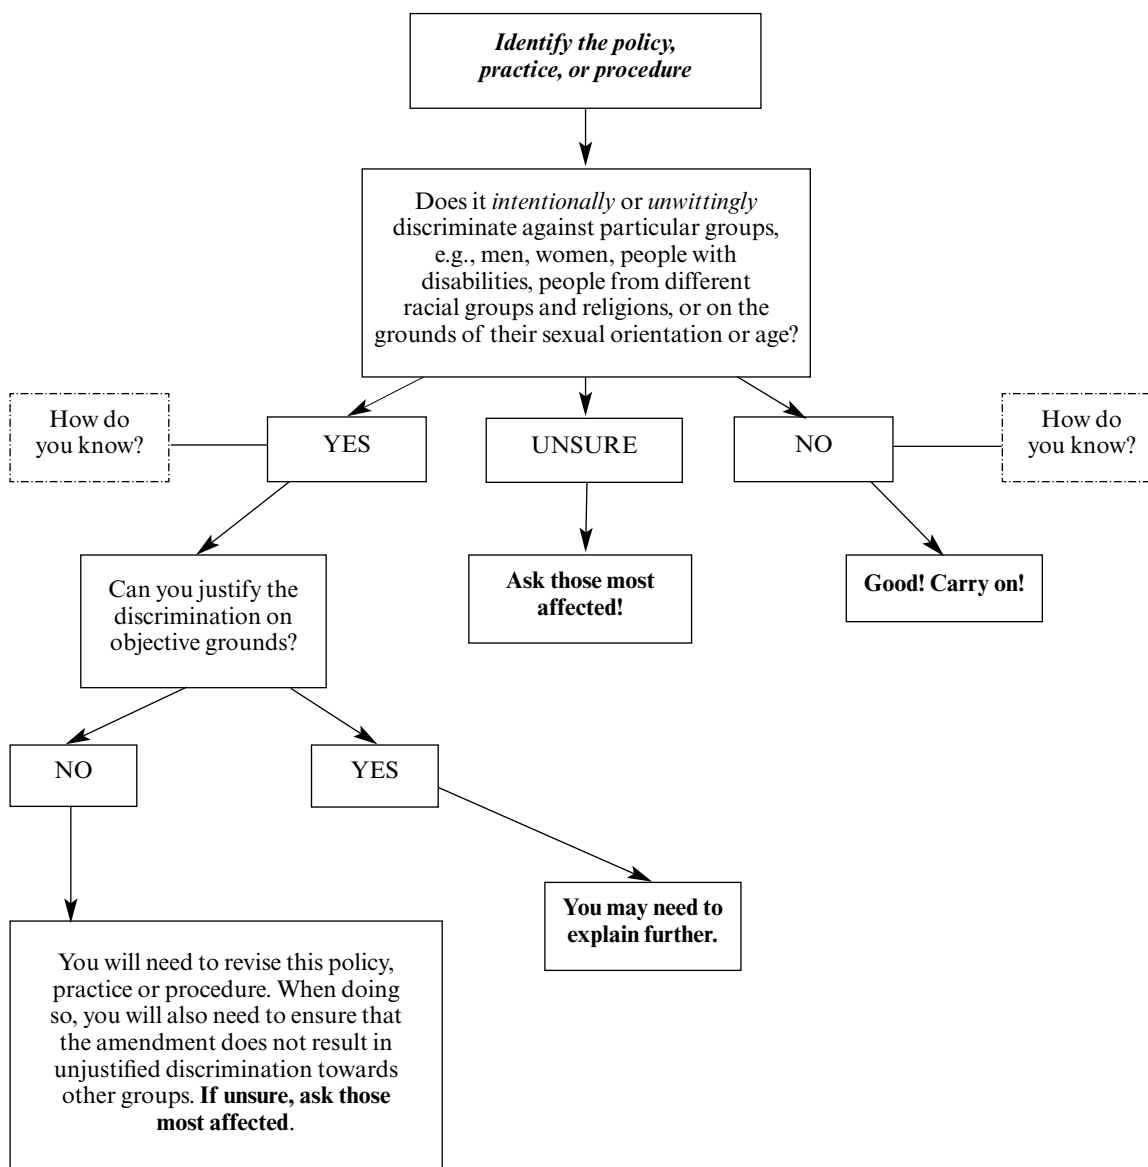 Identify the policy,
practice, or procedure
Does it intentionally or unwittingly
discriminate against particular groups,
e.g., men, women, people with
disabilities, people from different
racial groups and religions, or on the
grounds of their sexual orientation or age?
How do
you know?
YES
UNSURE
NO
How do
you know?
Can you justify the
discrimination on
objective grounds?
Ask those most
affected!
Good! Carry on!
NO
YES
You may need to
explain further.
You will need to revise this policy,
practice or procedure. When doing
so, you will also need to ensure that
the amendment does not result in
unjustified discrimination towards
other groups. If unsure, ask those
most affected.